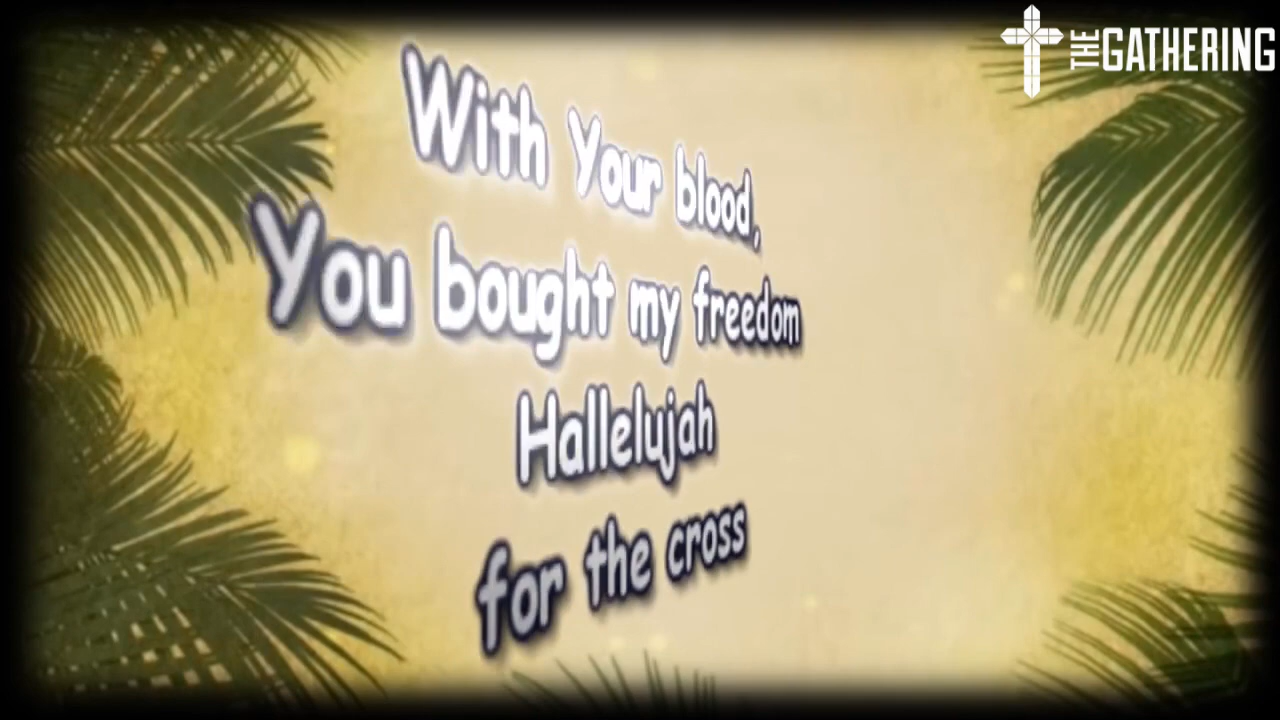 THE GATHERING
With Your blood,
You bought my freedom
Hallelujah
for the cross